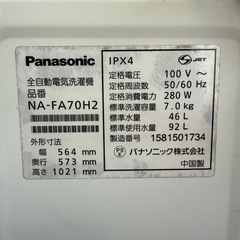 Panasonic
全自動電気洗濯機
品番
NA-FA70H2
外形寸法
幅 564 mm
奥行 573 mm
高さ 1021 mm
IPX4
JET
定格電圧 100 V ~
定格周波数 50/60 Hz
定格消費電力 280 W
標準洗濯容量 7.0 kg
標準水量 46 L
標準使用水量 92 L
製造番号 1581501734
パナソニック株式会社
中国製